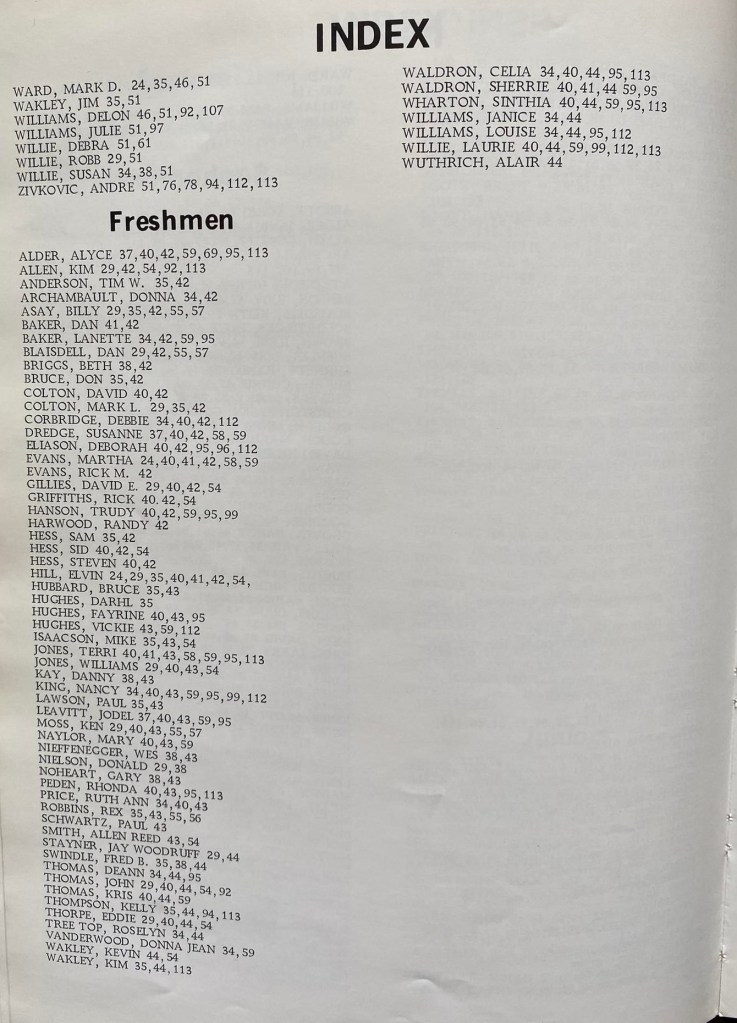 INDEX
WARD, MARK D. 24,35,46,51
WAKLEY, JIM 35,51
WILLIAMS, DELON 46,51,92,107
WILLIAMS, JULIE 51,97
WILLIE, DEBRA 51,61
WILLIE, ROBB 29,51
WILLIE, SUSAN 34,38,51
ZIVKOVIC, ANDRE 51,76,78,94,112,113
Freshmen
ALDER, ALYCE 37,40,42,59,69,95,113
ALLEN, KIM 29,42,54,92,113
ANDERSON, TIM W. 35,42
ARCHAMBAULT, DONNA 34,42
ASAY, BILLY 29,35,42,55,57
BAKER, DAN 41,42
BAKER, LANETTE 34,42,59,95
BLAISDELL, DAN 29,42,55,57
BRIGGS, BETH 38,42
BRUCE, DON 35,42
COLTON, DAVID 40,42
COLTON, MARK L. 29,35,42
CORBRIDGE, DEBBIE 34,40,42,112
DREDGE, SUSANNE 37,40,42,58,59
ELIASON, DEBORAH 40,42,95,96,112
EVANS, MARTHA 24,40,41,42,58,59
EVANS, RICK M. 42
GILLIES, DAVID E. 29,40,42,54
GRIFFITHS, RICK 40.42,54
HANSON, TRUDY 40,42,59,95,99
HARWOOD, RANDY 42
HESS, SAM 35,42
HESS, SID 40,42,54
HESS, STEVEN 40,42
HILL, ELVIN 24,29,35,40,41,42,54,
HUBBARD, BRUCE 35,43
HUGHES, DARHL 35
HUGHES, FAYRINE 40,43,95
HUGHES, VICKIE 43,59,112
ISAACSON, MIKE 35,43,54
JONES, TERRI 40,41,43,58,59,95,113
JONES, WILLIAMS 29,40,43,54
KAY, DANNY 38,43
KING, NANCY 34,40,43,59,95,99,112
LAWSON, PAUL 35,43
LEAVITT, JODEL 37,40,43,59,95
MOSS, KEN 29,40,43,55,57
NAYLOR, MARY 40,43,59
NIEFFENEGGER, WES 38,43
NIELSON, DONALD 29,38
NOHEART, GARY 38,43
PEDEN, RHONDA 40,43,95,113
PRICE, RUTH ANN 34,40,43
ROBBINS, REX 35,43,55,56
SCHWARTZ, PAUL 43
SMITH, ALLEN REED 43,54
STAYNER, JAY WOODRUFF 29,44
SWINDLE, FRED B. 35,38,44
THOMAS, DEANN 34,44,95
THOMAS, JOHN 29,40,44,54,92
THOMAS, KRIS 40,44,59
THOMPSON, KELLY 35,44,94,113
THORPE, EDDIE 29,40,44,54
TREE TOP, ROSELYN 34,44
VANDERWOOD, DONNA JEAN 34,59
WAKLEY, KEVIN 44,54
WAKLEY, KIM 35,44,113
WALDRON, CELIA 34,40,44,95,113
WALDRON, SHERRIE 40,41,44 59,95
WHARTON, SINTHIA 40,44,59,95,113
WILLIAMS, JANICE 34,44
WILLIAMS, LOUISE 34,44,95,112
WILLIE, LAURIE 40,44,59,99,112,113
WUTHRICH, ALAIR 44